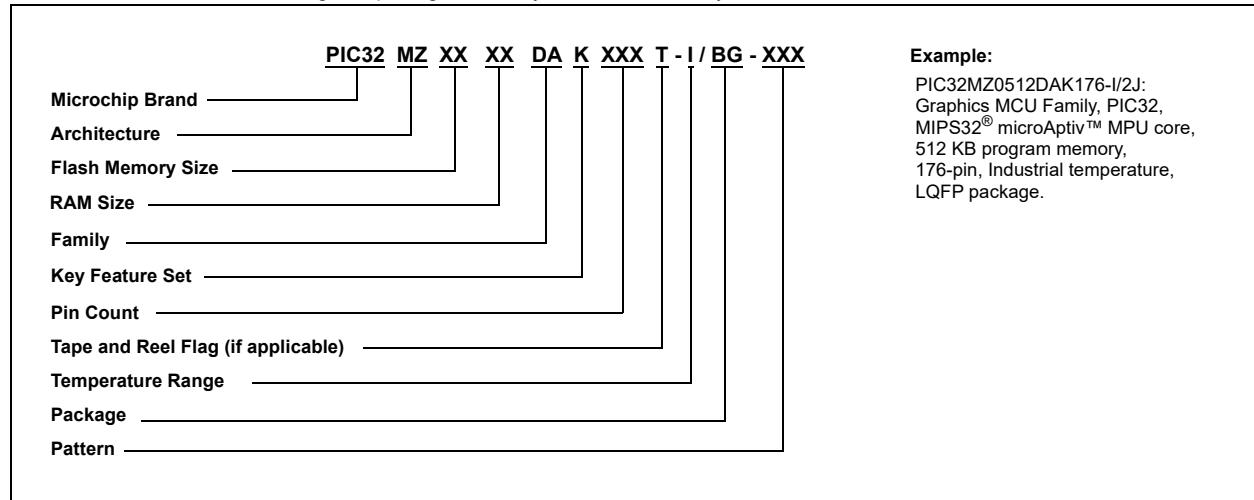 PIC32 MZ XX XX DA K XXX T - I / BG - XXX
Microchip Brand
Architecture
Flash Memory Size
RAM Size
Family
Key Feature Set
Pin Count
Tape and Reel Flag (if applicable)
Temperature Range
Package
Pattern
Example:
PIC32MZ0512DAK176-I/2J:
Graphics MCU Family, PIC32,
MIPS32® microAptiv™ MPU core,
512 KB program memory,
176-pin, Industrial temperature,
LQFP package.